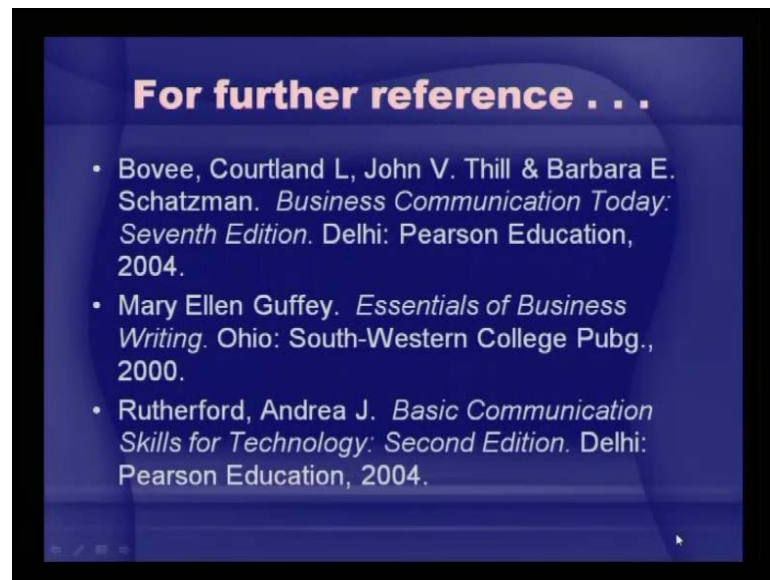 For further reference . . .
• Bovee, Courtland L, John V. Thill & Barbara E.
Schatzman. Business Communication Today:
Seventh Edition. Delhi: Pearson Education,
2004.
• Mary Ellen Guffey. Essentials of Business
Writing. Ohio: South-Western College Pubg.,
2000.
• Rutherford, Andrea J. Basic Communication
Skills for Technology: Second Edition. Delhi:
Pearson Education, 2004.